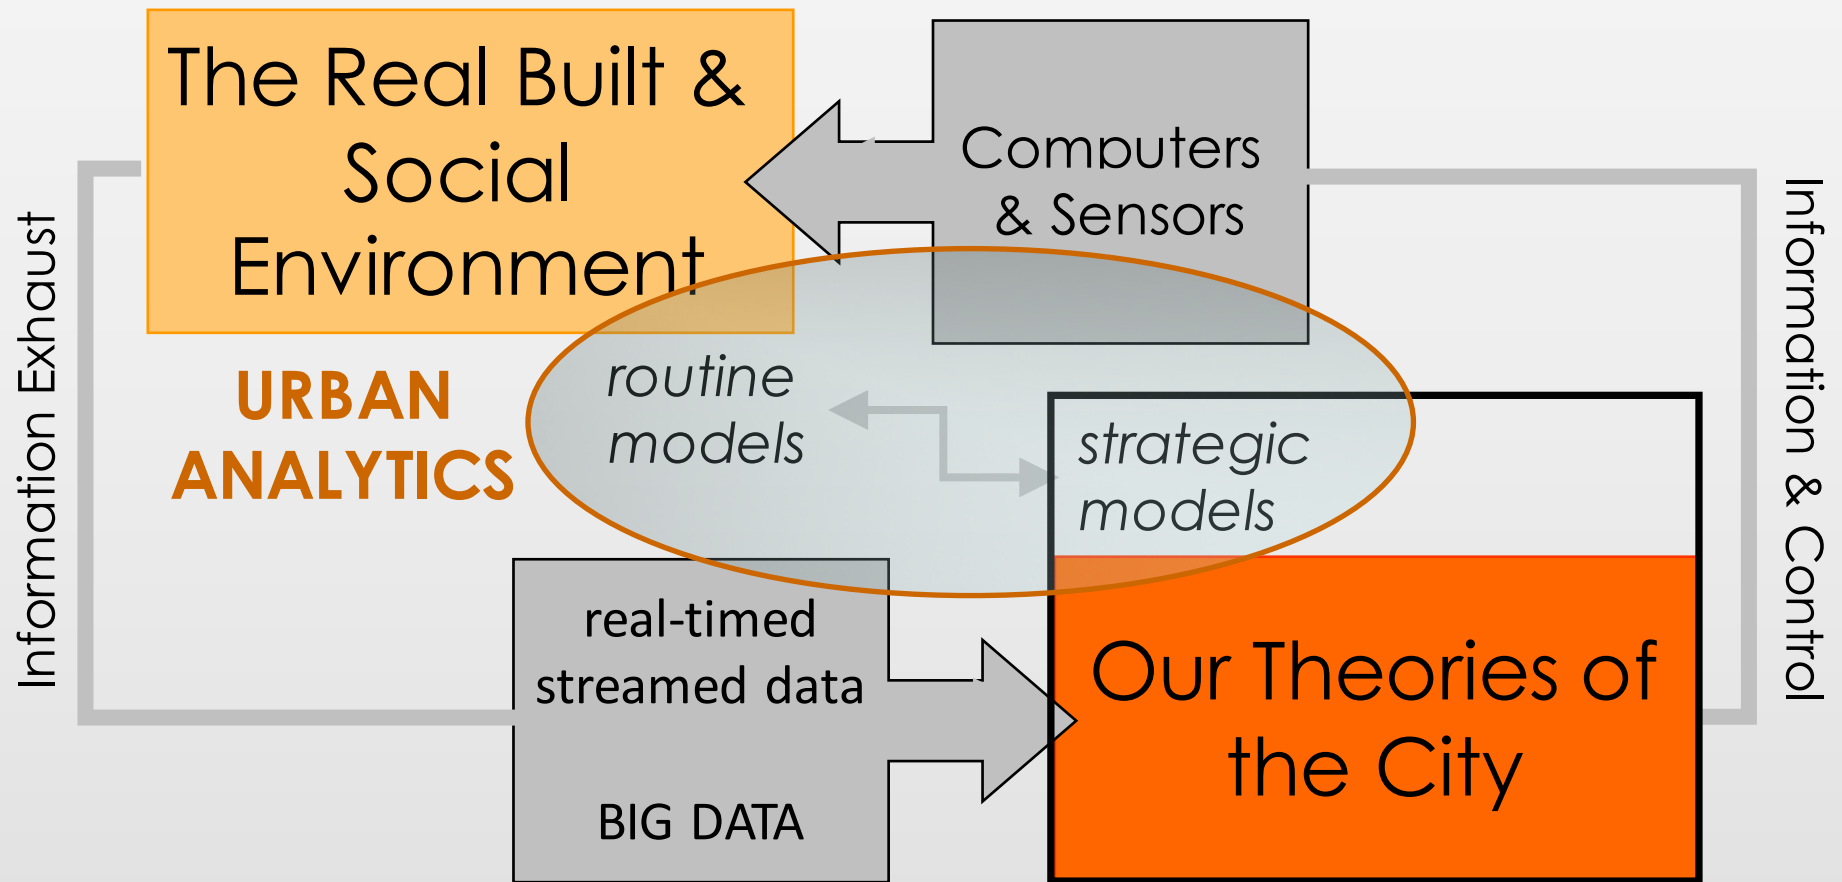 The Real Built &
Social
Environment
Computers
& Sensors
Information Exhaust
Information & Control
URBAN
ANALYTICS
routine
models
strategic
models
real-timed
streamed data
BIG DATA
Our Theories of
the City